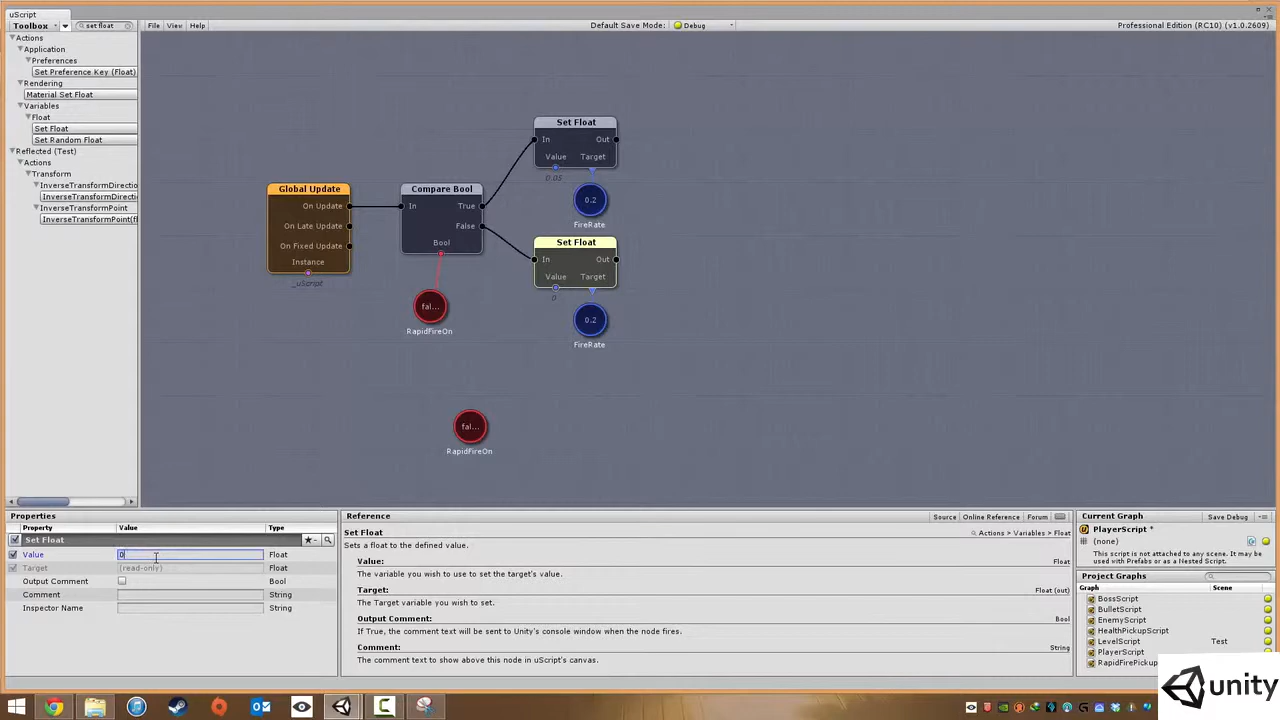 uScript
Toolbox
set float
File View Help
Default Save Mode: Debug
Professional Edition (RC10) (v1.0.2609)
Actions
Application
Preferences
Set Preference Key (Float)
Rendering
Material Set Float
Variables
Float
Set Float
Set Random Float
Reflected (Test)
Actions
Transform
InverseTransformDirectio
InverseTransformDirecti
InverseTransformPoint
InverseTransformPoint(fl
Global Update
On Update
On Late Update
On Fixed Update
Instance
_uScript
Compare Bool
In True
False
Bool
fal...
RapidFireOn
Set Float
In Out
Value Target
0.05
0.2
FireRate
Set Float
In Out
Value Target
0
0.2
FireRate
fal...
RapidFireOn
Properties
Property Value Type
Set Float
Value 0 Float
Target (read-only) Float
Output Comment Bool
Comment String
Inspector Name String
Reference
Source Online Reference Forum
Set Float
Actions > Variables > Float
Sets a float to the defined value.
Value: Float
The variable you wish to use to set the target's value.
Target: Float (out)
The Target variable you wish to set.
Output Comment: Bool
If True, the comment text will be sent to Unity's console window when the node fires.
Comment: String
The comment text to show above this node in uScript's canvas.
Current Graph
Save Debug
PlayerScript *
(none)
This script is not attached to any scene. It may be
used with Prefabs or as a Nested Script.
Project Graphs
Graph Scene
BossScript
BulletScript
EnemyScript
HealthPickupScript
LevelScript Test
PlayerScript
RapidFirePickup
unity